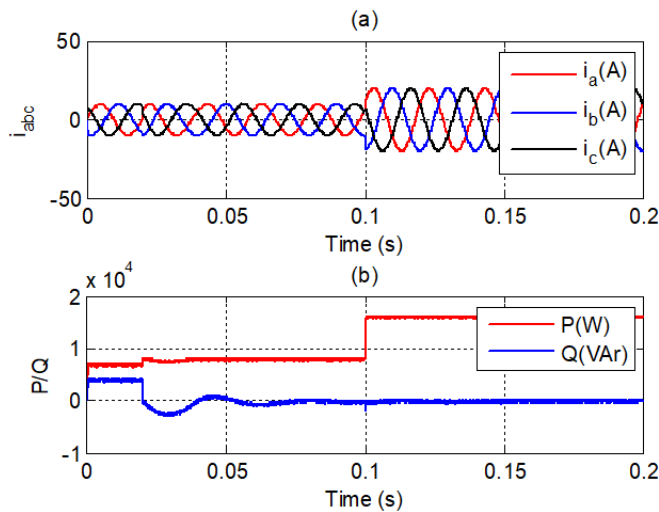 (a)
50
0
-50
i_abc
i_a(A)
i_b(A)
i_c(A)
0 0.05 0.1 0.15 0.2
Time (s)
(b)
x 10^4
2
1
0
-1
P/Q
P(W)
Q(VAr)
0 0.05 0.1 0.15 0.2
Time (s)